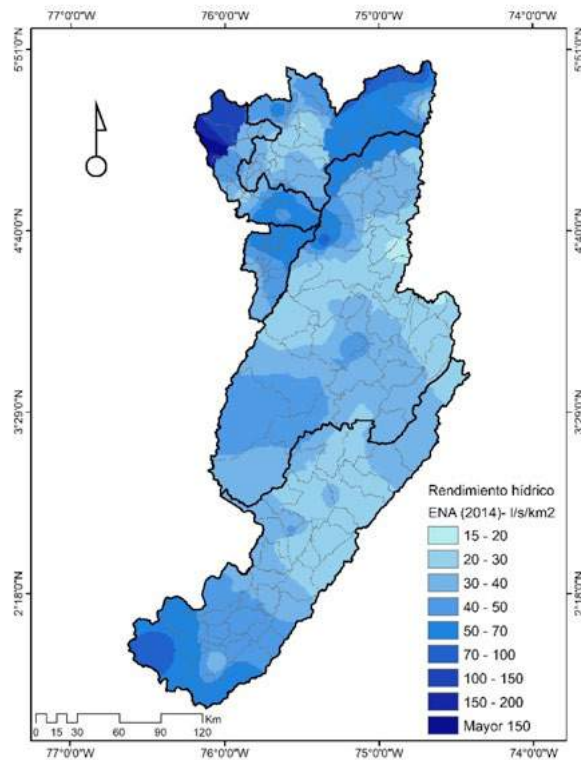 77°0'0"W 76°0'0"W 75°0'0"W 74°0'0"W
5°51'0"N 5°51'0"N
4°40'0"N 4°40'0"N
3°29'0"N 3°29'0"N
Rendimiento hídrico
ENA (2014)- l/s/km2
15 - 20
20 - 30
30 - 40
40 - 50
50 - 70
70 - 100
100 - 150
150 - 200
Mayor 150
2°18'0"N 2°18'0"N
Km
0 15 30 60 90 120
77°0'0"W 76°0'0"W 75°0'0"W 74°0'0"W